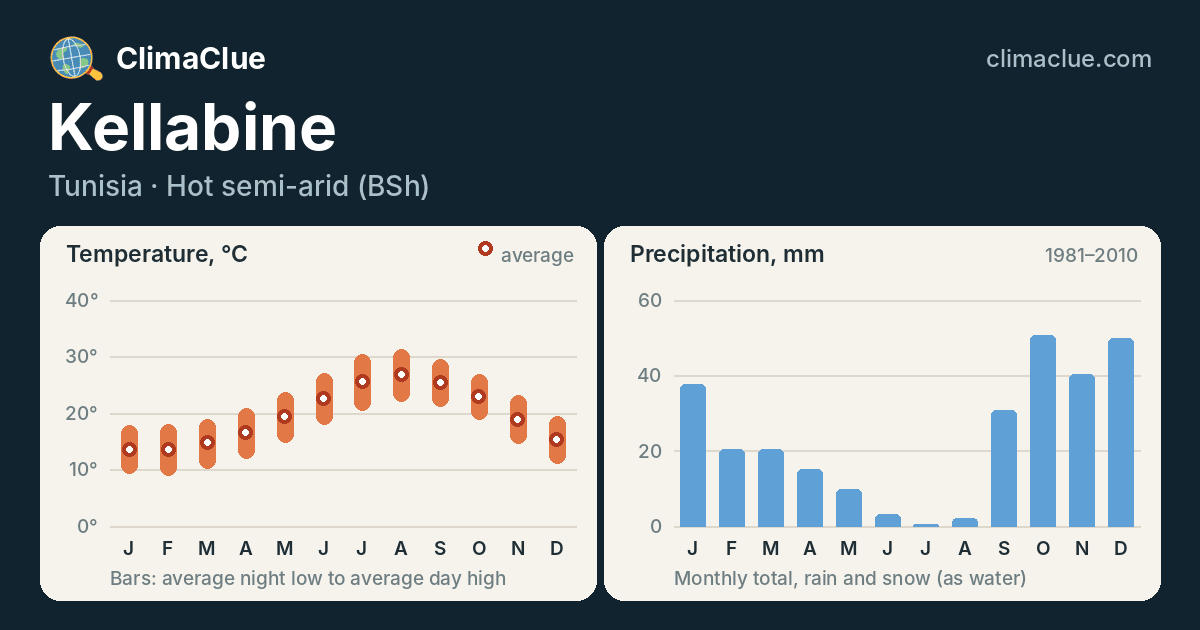 ClimaClue
climaclue.com
Kellabine
Tunisia · Hot semi-arid (BSh)
Temperature, °C
average
40°
30°
20°
10°
0°
J F M A M J J A S O N D
Bars: average night low to average day high
Precipitation, mm
1981–2010
60
40
20
0
J F M A M J J A S O N D
Monthly total, rain and snow (as water)